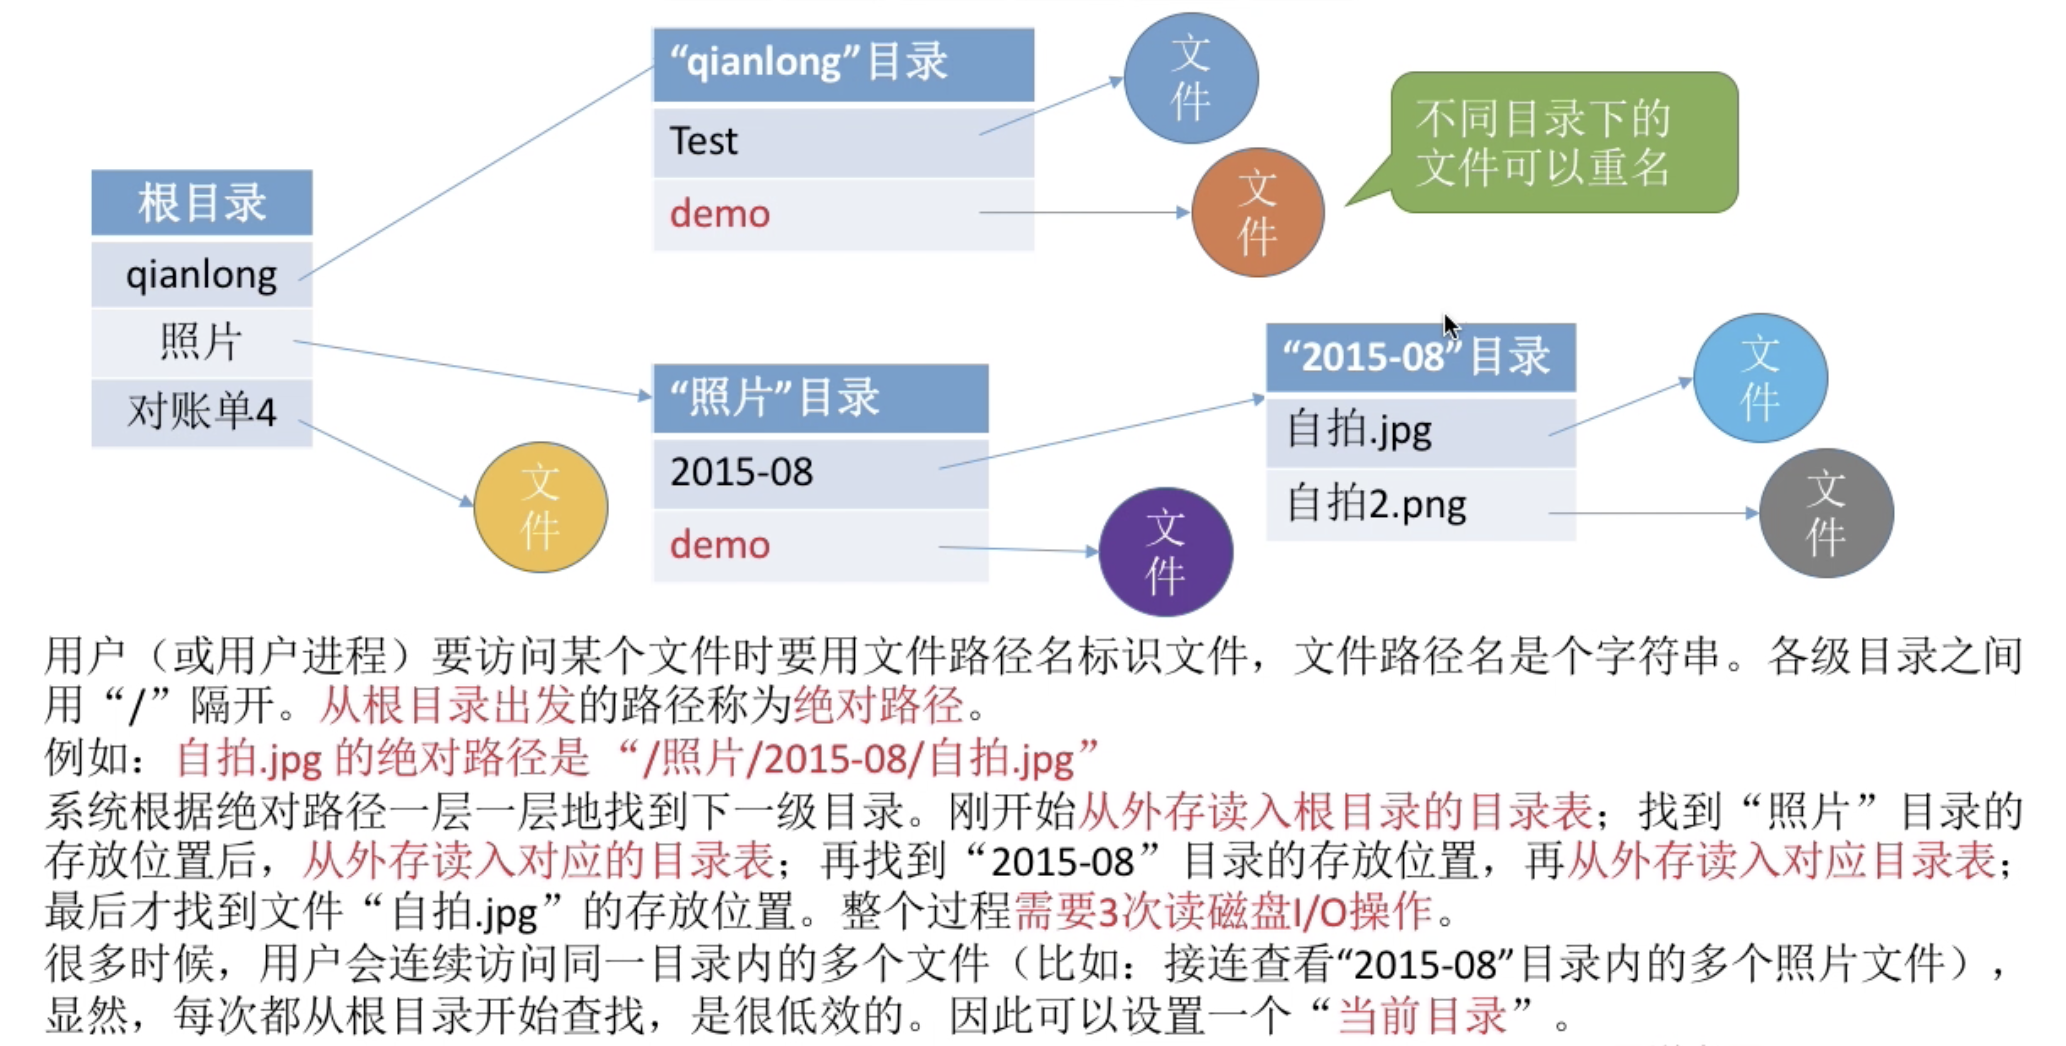 根目录
qianlong
照片
对账单4
文
件
“qianlong”目录
Test
demo
文
件
文
件
不同目录下的
文件可以重名
“照片”目录
2015-08
demo
文
件
“2015-08”目录
自拍.jpg
自拍2.png
文
件
文
件
用户（或用户进程）要访问某个文件时要用文件路径名标识文件，文件路径名是个字符串。各级目录之间
用“/”隔开。从根目录出发的路径称为绝对路径。
例如：自拍.jpg 的绝对路径是 “/照片/2015-08/自拍.jpg”
系统根据绝对路径一层一层地找到下一级目录。刚开始从外存读入根目录的目录表；找到“照片”目录的
存放位置后，从外存读入对应的目录表；再找到“2015-08”目录的存放位置，再从外存读入对应目录表；
最后才找到文件“自拍.jpg”的存放位置。整个过程需要3次读磁盘I/O操作。
很多时候，用户会连续访问同一目录内的多个文件（比如：接连查看“2015-08”目录内的多个照片文件），
显然，每次都从根目录开始查找，是很低效的。因此可以设置一个“当前目录”。